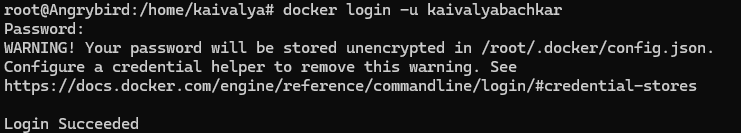 root@Angrybird:/home/kaivalya# docker login -u kaivalyabachkar
Password:
WARNING! Your password will be stored unencrypted in /root/.docker/config.json.
Configure a credential helper to remove this warning. See
https://docs.docker.com/engine/reference/commandline/login/#credential-stores
Login Succeeded